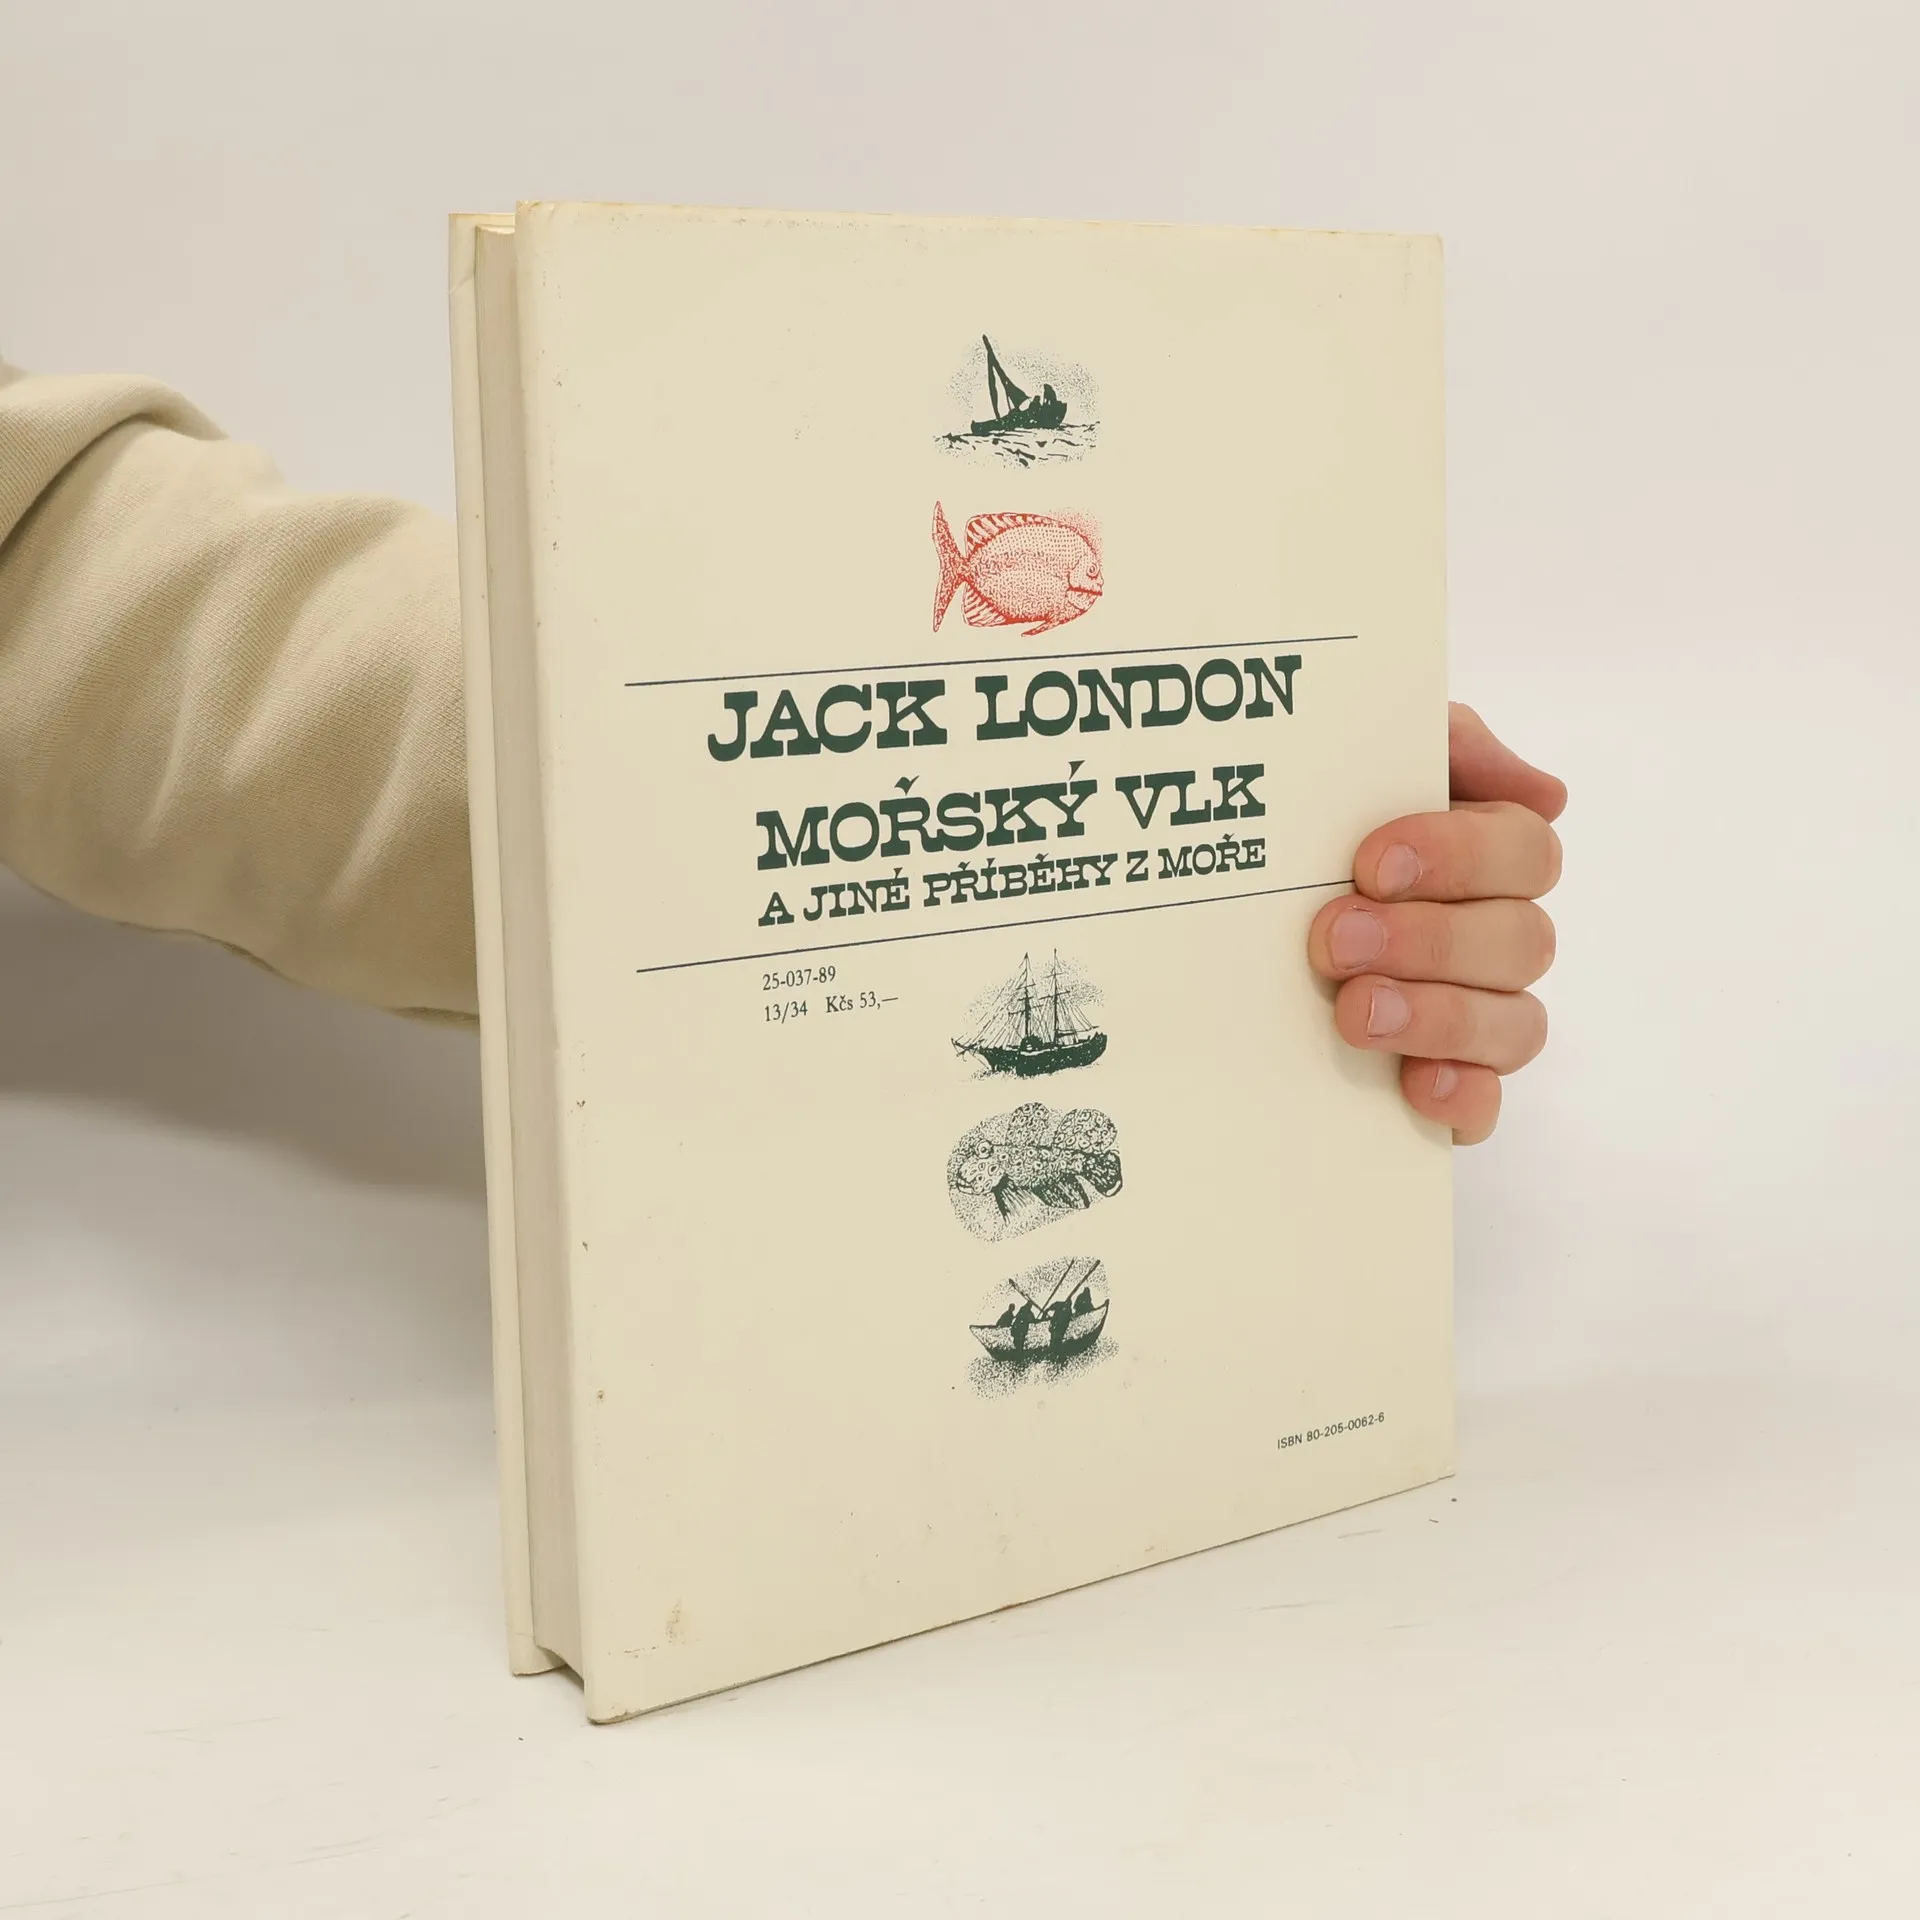 JACK LONDON
MOŘSKÝ VLK
A JINÉ PŘÍBĚHY Z MOŘE
25-037-89
13/34 Kčs 53,—
ISBN 80-205-0062-6